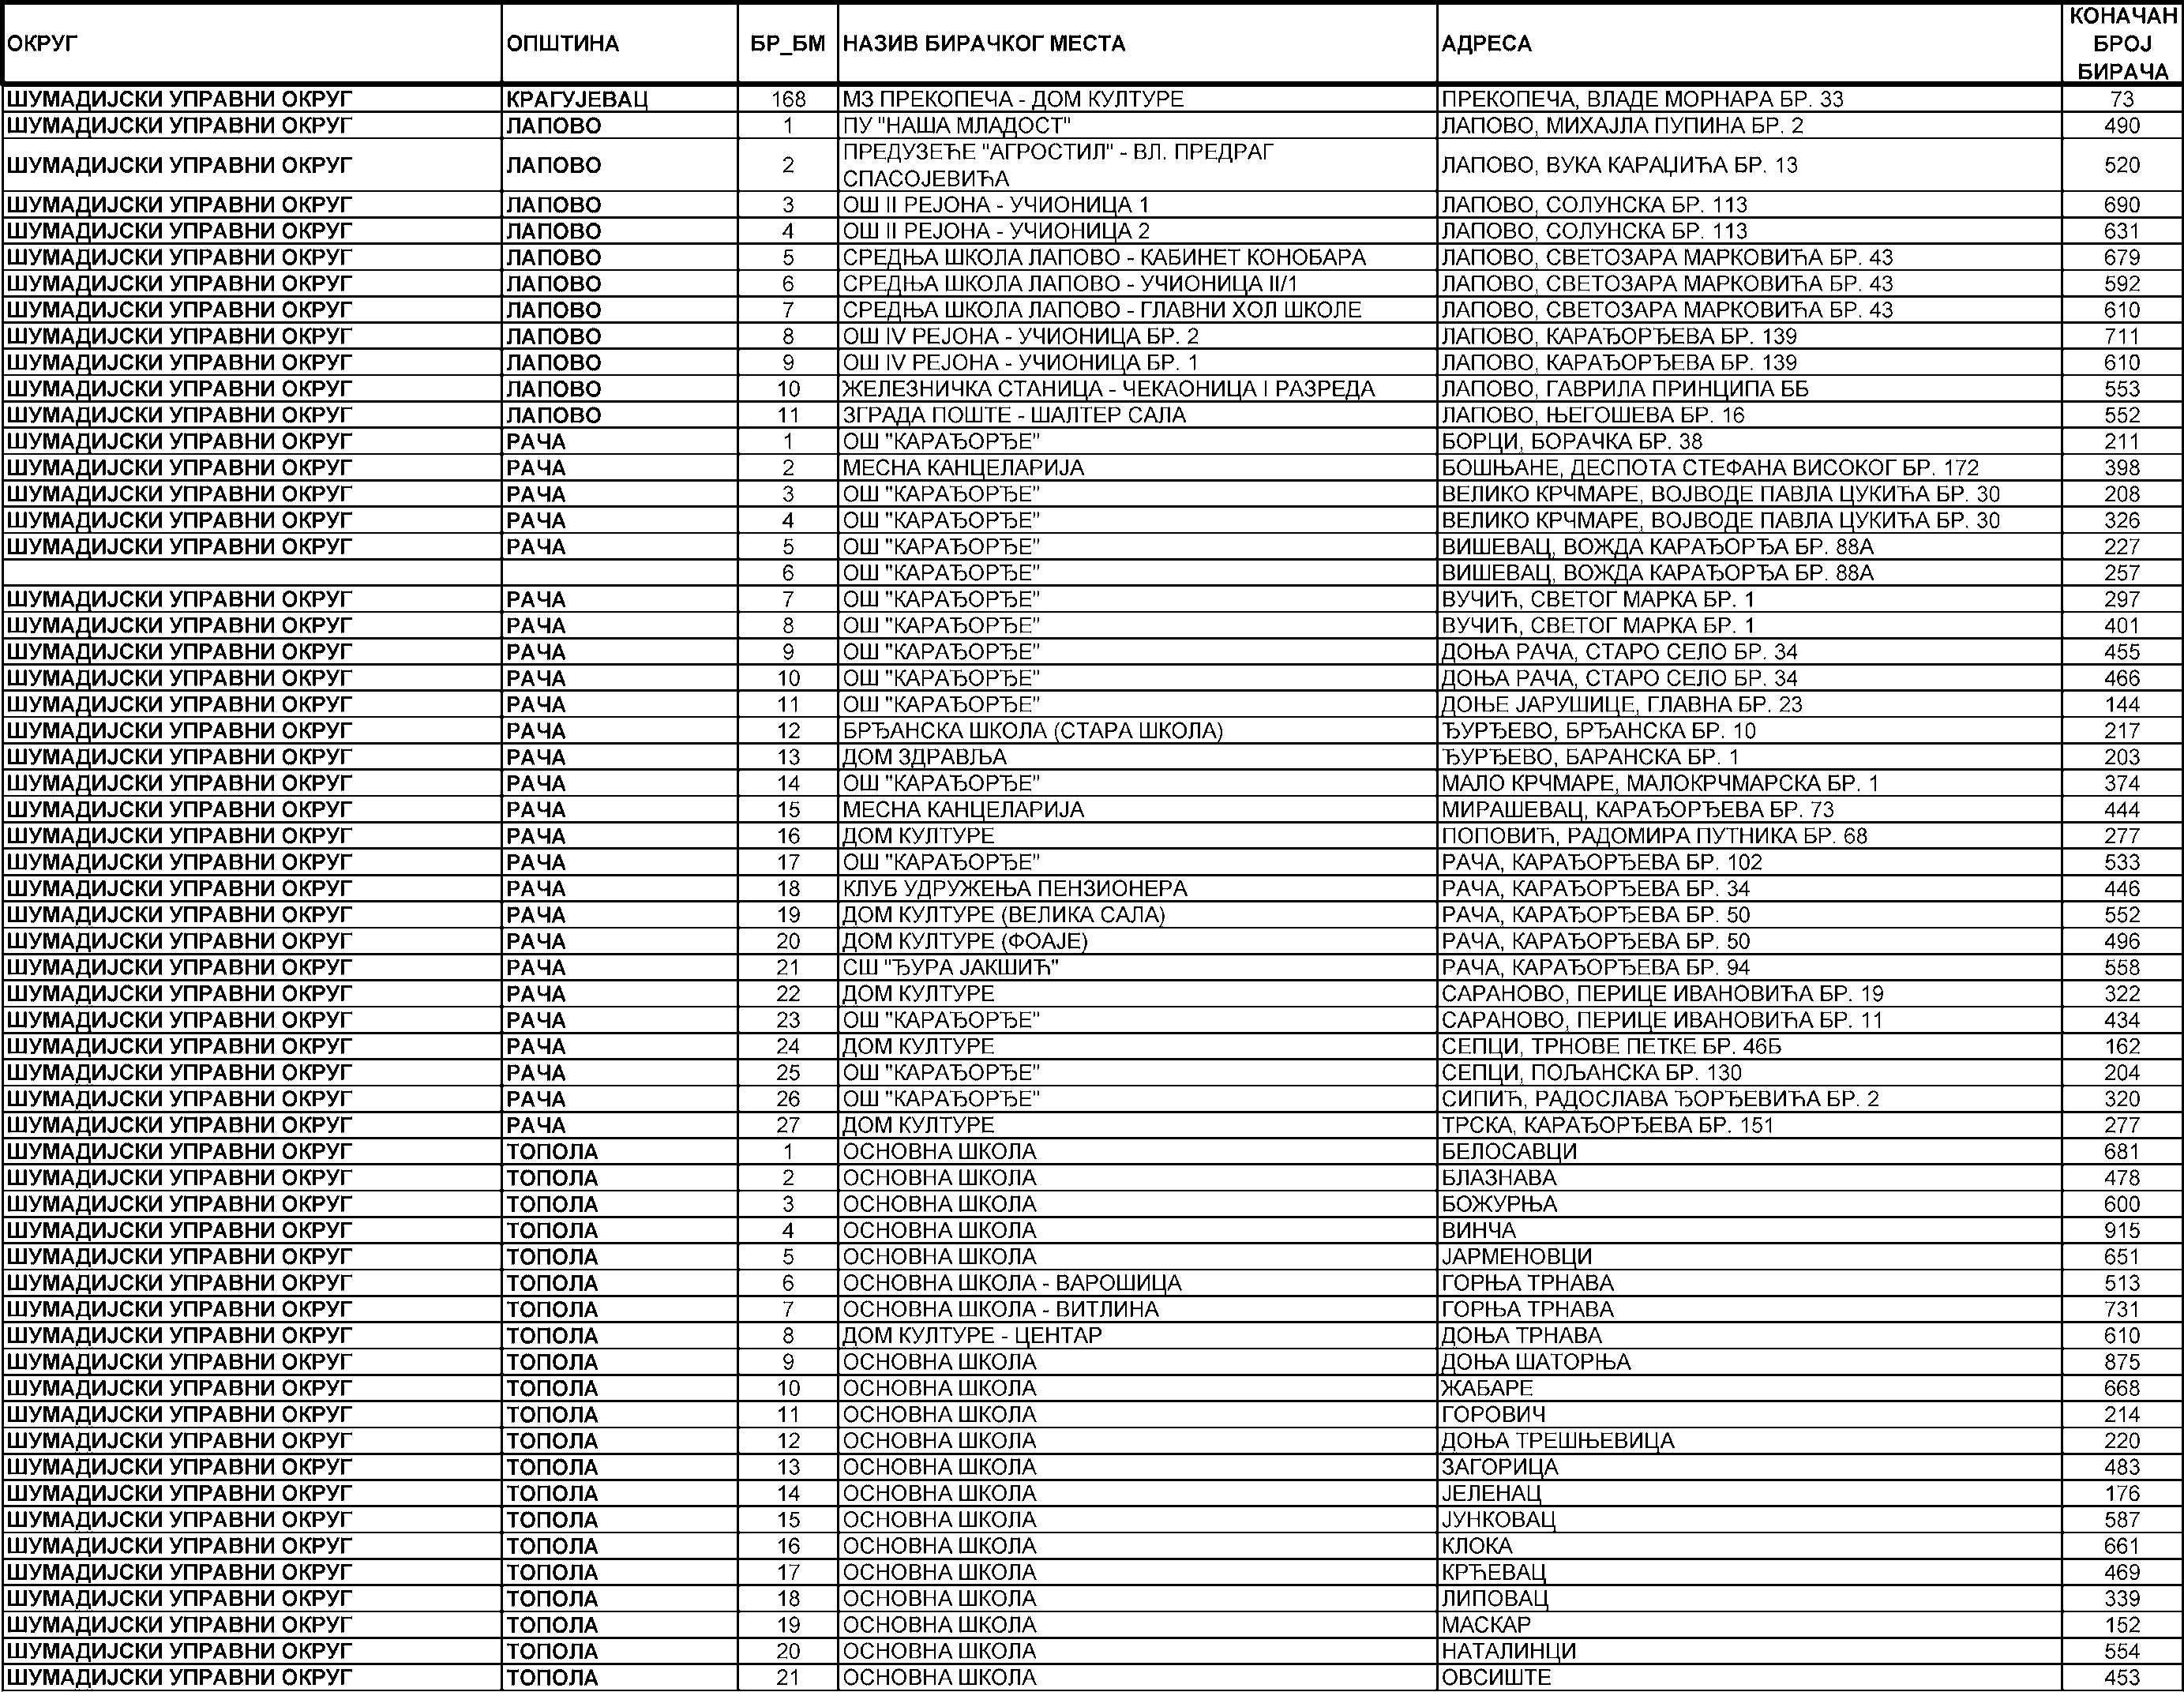 ОКРУГ ОПШТИНА БР_БМ НАЗИВ БИРАЧКОГ МЕСТА АДРЕСА КОНАЧАН БРОЈ БИРАЧА
ШУМАДИЈСКИ УПРАВНИ ОКРУГ КРАГУЈЕВАЦ 168 МЗ ПРЕКОПЕЧА - ДОМ КУЛТУРЕ ПРЕКОПЕЧА, ВЛАДЕ МОРНАРА БР. 33 73
ШУМАДИЈСКИ УПРАВНИ ОКРУГ ЛАПОВО 1 ПУ "НАША МЛАДОСТ" ЛАПОВО, МИХАЈЛА ПУПИНА БР. 2 490
ШУМАДИЈСКИ УПРАВНИ ОКРУГ ЛАПОВО 2 ПРЕДУЗЕЋЕ "АГРОСТИЛ" - ВЛ. ПРЕДРАГ СПАСОЈЕВИЋА ЛАПОВО, ВУКА КАРАЏИЋА БР. 13 520
ШУМАДИЈСКИ УПРАВНИ ОКРУГ ЛАПОВО 3 ОШ II РЕЈОНА - УЧИОНИЦА 1 ЛАПОВО, СОЛУНСКА БР. 113 690
ШУМАДИЈСКИ УПРАВНИ ОКРУГ ЛАПОВО 4 ОШ II РЕЈОНА - УЧИОНИЦА 2 ЛАПОВО, СОЛУНСКА БР. 113 631
ШУМАДИЈСКИ УПРАВНИ ОКРУГ ЛАПОВО 5 СРЕДЊА ШКОЛА ЛАПОВО - КАБИНЕТ КОНОБАРА ЛАПОВО, СВЕТОЗАРА МАРКОВИЋА БР. 43 679
ШУМАДИЈСКИ УПРАВНИ ОКРУГ ЛАПОВО 6 СРЕДЊА ШКОЛА ЛАПОВО - УЧИОНИЦА II/1 ЛАПОВО, СВЕТОЗАРА МАРКОВИЋА БР. 43 592
ШУМАДИЈСКИ УПРАВНИ ОКРУГ ЛАПОВО 7 СРЕДЊА ШКОЛА ЛАПОВО - ГЛАВНИ ХОЛ ШКОЛЕ ЛАПОВО, СВЕТОЗАРА МАРКОВИЋА БР. 43 610
ШУМАДИЈСКИ УПРАВНИ ОКРУГ ЛАПОВО 8 ОШ IV РЕЈОНА - УЧИОНИЦА БР. 2 ЛАПОВО, КАРАЂОРЂЕВА БР. 139 711
ШУМАДИЈСКИ УПРАВНИ ОКРУГ ЛАПОВО 9 ОШ IV РЕЈОНА - УЧИОНИЦА БР. 1 ЛАПОВО, КАРАЂОРЂЕВА БР. 139 610
ШУМАДИЈСКИ УПРАВНИ ОКРУГ ЛАПОВО 10 ЖЕЛЕЗНИЧКА СТАНИЦА - ЧЕКАОНИЦА I РАЗРЕДА ЛАПОВО, ГАВРИЛА ПРИНЦИПА ББ 553
ШУМАДИЈСКИ УПРАВНИ ОКРУГ ЛАПОВО 11 ЗГРАДА ПОШТЕ - ШАЛТЕР САЛА ЛАПОВО, ЊЕГОШЕВА БР. 16 552
ШУМАДИЈСКИ УПРАВНИ ОКРУГ РАЧА 1 ОШ "КАРАЂОРЂЕ" БОРЦИ, БОРАЧКА БР. 38 211
ШУМАДИЈСКИ УПРАВНИ ОКРУГ РАЧА 2 МЕСНА КАНЦЕЛАРИЈА БОШЊАНЕ, ДЕСПОТА СТЕФАНА ВИСОКОГ БР. 172 398
ШУМАДИЈСКИ УПРАВНИ ОКРУГ РАЧА 3 ОШ "КАРАЂОРЂЕ" ВЕЛИКО КРЧМАРЕ, ВОЈВОДЕ ПАВЛА ЦУКИЋА БР. 30 208
ШУМАДИЈСКИ УПРАВНИ ОКРУГ РАЧА 4 ОШ "КАРАЂОРЂЕ" ВЕЛИКО КРЧМАРЕ, ВОЈВОДЕ ПАВЛА ЦУКИЋА БР. 30 326
ШУМАДИЈСКИ УПРАВНИ ОКРУГ РАЧА 5 ОШ "КАРАЂОРЂЕ" ВИШЕВАЦ, ВОЖДА КАРАЂОРЂА БР. 88А 227
6 ОШ "КАРАЂОРЂЕ" ВИШЕВАЦ, ВОЖДА КАРАЂОРЂА БР. 88А 257
ШУМАДИЈСКИ УПРАВНИ ОКРУГ РАЧА 7 ОШ "КАРАЂОРЂЕ" ВУЧИЋ, СВЕТОГ МАРКА БР. 1 297
ШУМАДИЈСКИ УПРАВНИ ОКРУГ РАЧА 8 ОШ "КАРАЂОРЂЕ" ВУЧИЋ, СВЕТОГ МАРКА БР. 1 401
ШУМАДИЈСКИ УПРАВНИ ОКРУГ РАЧА 9 ОШ "КАРАЂОРЂЕ" ДОЊА РАЧА, СТАРО СЕЛО БР. 34 455
ШУМАДИЈСКИ УПРАВНИ ОКРУГ РАЧА 10 ОШ "КАРАЂОРЂЕ" ДОЊА РАЧА, СТАРО СЕЛО БР. 34 466
ШУМАДИЈСКИ УПРАВНИ ОКРУГ РАЧА 11 ОШ "КАРАЂОРЂЕ" ДОЊЕ ЈАРУШИЦЕ, ГЛАВНА БР. 23 144
ШУМАДИЈСКИ УПРАВНИ ОКРУГ РАЧА 12 БРЂАНСКА ШКОЛА (СТАРА ШКОЛА) ЂУРЂЕВО, БРЂАНСКА БР. 10 217
ШУМАДИЈСКИ УПРАВНИ ОКРУГ РАЧА 13 ДОМ ЗДРАВЉА ЂУРЂЕВО, БАРАНСКА БР. 1 203
ШУМАДИЈСКИ УПРАВНИ ОКРУГ РАЧА 14 ОШ "КАРАЂОРЂЕ" МАЛО КРЧМАРЕ, МАЛОКРЧМАРСКА БР. 1 374
ШУМАДИЈСКИ УПРАВНИ ОКРУГ РАЧА 15 МЕСНА КАНЦЕЛАРИЈА МИРАШЕВАЦ, КАРАЂОРЂЕВА БР. 73 444
ШУМАДИЈСКИ УПРАВНИ ОКРУГ РАЧА 16 ДОМ КУЛТУРЕ ПОПОВИЋ, РАДОМИРА ПУТНИКА БР. 68 277
ШУМАДИЈСКИ УПРАВНИ ОКРУГ РАЧА 17 ОШ "КАРАЂОРЂЕ" РАЧА, КАРАЂОРЂЕВА БР. 102 533
ШУМАДИЈСКИ УПРАВНИ ОКРУГ РАЧА 18 КЛУБ УДРУЖЕЊА ПЕНЗИОНЕРА РАЧА, КАРАЂОРЂЕВА БР. 34 446
ШУМАДИЈСКИ УПРАВНИ ОКРУГ РАЧА 19 ДОМ КУЛТУРЕ (ВЕЛИКА САЛА) РАЧА, КАРАЂОРЂЕВА БР. 50 552
ШУМАДИЈСКИ УПРАВНИ ОКРУГ РАЧА 20 ДОМ КУЛТУРЕ (ФОАЈЕ) РАЧА, КАРАЂОРЂЕВА БР. 50 496
ШУМАДИЈСКИ УПРАВНИ ОКРУГ РАЧА 21 СШ "ЂУРА ЈАКШИЋ" РАЧА, КАРАЂОРЂЕВА БР. 94 558
ШУМАДИЈСКИ УПРАВНИ ОКРУГ РАЧА 22 ДОМ КУЛТУРЕ САРАНОВО, ПЕРИЦЕ ИВАНОВИЋА БР. 19 322
ШУМАДИЈСКИ УПРАВНИ ОКРУГ РАЧА 23 ОШ "КАРАЂОРЂЕ" САРАНОВО, ПЕРИЦЕ ИВАНОВИЋА БР. 11 434
ШУМАДИЈСКИ УПРАВНИ ОКРУГ РАЧА 24 ДОМ КУЛТУРЕ СЕПЦИ, ТРНОВЕ ПЕТКЕ БР. 46Б 162
ШУМАДИЈСКИ УПРАВНИ ОКРУГ РАЧА 25 ОШ "КАРАЂОРЂЕ" СЕПЦИ, ПОЉАНСКА БР. 130 204
ШУМАДИЈСКИ УПРАВНИ ОКРУГ РАЧА 26 ОШ "КАРАЂОРЂЕ" СИПИЋ, РАДОСЛАВА ЂОРЂЕВИЋА БР. 2 320
ШУМАДИЈСКИ УПРАВНИ ОКРУГ РАЧА 27 ДОМ КУЛТУРЕ ТРСКА, КАРАЂОРЂЕВА БР. 151 277
ШУМАДИЈСКИ УПРАВНИ ОКРУГ ТОПОЛА 1 ОСНОВНА ШКОЛА БЕЛОСАВЦИ 681
ШУМАДИЈСКИ УПРАВНИ ОКРУГ ТОПОЛА 2 ОСНОВНА ШКОЛА БЛАЗНАВА 478
ШУМАДИЈСКИ УПРАВНИ ОКРУГ ТОПОЛА 3 ОСНОВНА ШКОЛА БОЖУРЊА 600
ШУМАДИЈСКИ УПРАВНИ ОКРУГ ТОПОЛА 4 ОСНОВНА ШКОЛА ВИНЧА 915
ШУМАДИЈСКИ УПРАВНИ ОКРУГ ТОПОЛА 5 ОСНОВНА ШКОЛА ЈАРМЕНОВЦИ 651
ШУМАДИЈСКИ УПРАВНИ ОКРУГ ТОПОЛА 6 ОСНОВНА ШКОЛА - ВАРОШИЦА ГОРЊА ТРНАВА 513
ШУМАДИЈСКИ УПРАВНИ ОКРУГ ТОПОЛА 7 ОСНОВНА ШКОЛА - ВИТЛИНА ГОРЊА ТРНАВА 731
ШУМАДИЈСКИ УПРАВНИ ОКРУГ ТОПОЛА 8 ДОМ КУЛТУРЕ - ЦЕНТАР ДОЊА ТРНАВА 610
ШУМАДИЈСКИ УПРАВНИ ОКРУГ ТОПОЛА 9 ОСНОВНА ШКОЛА ДОЊА ШАТОРЊА 875
ШУМАДИЈСКИ УПРАВНИ ОКРУГ ТОПОЛА 10 ОСНОВНА ШКОЛА ЖАБАРЕ 668
ШУМАДИЈСКИ УПРАВНИ ОКРУГ ТОПОЛА 11 ОСНОВНА ШКОЛА ГОРОВИЧ 214
ШУМАДИЈСКИ УПРАВНИ ОКРУГ ТОПОЛА 12 ОСНОВНА ШКОЛА ДОЊА ТРЕШЊЕВИЦА 220
ШУМАДИЈСКИ УПРАВНИ ОКРУГ ТОПОЛА 13 ОСНОВНА ШКОЛА ЗАГОРИЦА 483
ШУМАДИЈСКИ УПРАВНИ ОКРУГ ТОПОЛА 14 ОСНОВНА ШКОЛА ЈЕЛЕНАЦ 176
ШУМАДИЈСКИ УПРАВНИ ОКРУГ ТОПОЛА 15 ОСНОВНА ШКОЛА ЈУНКОВАЦ 587
ШУМАДИЈСКИ УПРАВНИ ОКРУГ ТОПОЛА 16 ОСНОВНА ШКОЛА КЛОКА 661
ШУМАДИЈСКИ УПРАВНИ ОКРУГ ТОПОЛА 17 ОСНОВНА ШКОЛА КРЋЕВАЦ 469
ШУМАДИЈСКИ УПРАВНИ ОКРУГ ТОПОЛА 18 ОСНОВНА ШКОЛА ЛИПОВАЦ 339
ШУМАДИЈСКИ УПРАВНИ ОКРУГ ТОПОЛА 19 ОСНОВНА ШКОЛА МАСКАР 152
ШУМАДИЈСКИ УПРАВНИ ОКРУГ ТОПОЛА 20 ОСНОВНА ШКОЛА НАТАЛИНЦИ 554
ШУМАДИЈСКИ УПРАВНИ ОКРУГ ТОПОЛА 21 ОСНОВНА ШКОЛА ОВСИШТЕ 453